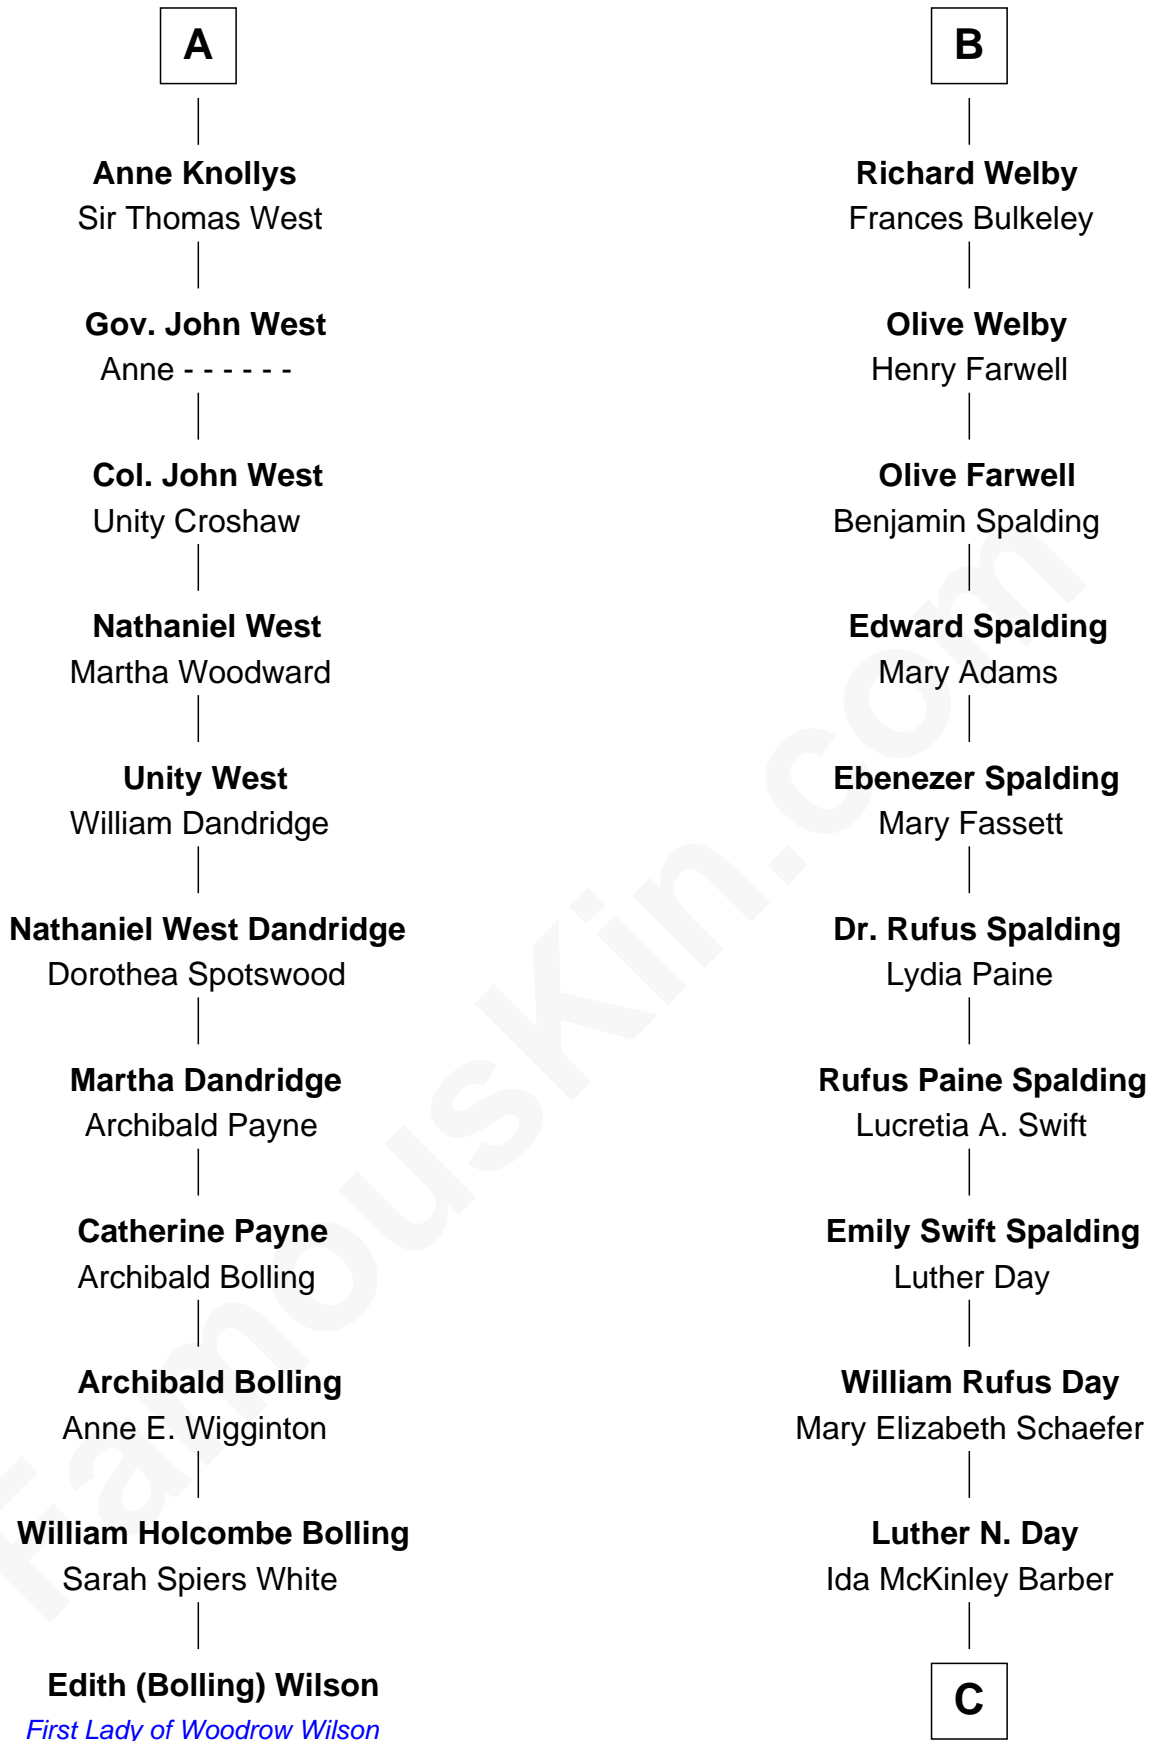 A
Anne Knollys
Sir Thomas West
Gov. John West
Anne - - - - - -
Col. John West
Unity Croshaw
Nathaniel West
Martha Woodward
Unity West
William Dandridge
Nathaniel West Dandridge
Dorothea Spotswood
Martha Dandridge
Archibald Payne
Catherine Payne
Archibald Bolling
Archibald Bolling
Anne E. Wigginton
William Holcombe Bolling
Sarah Spiers White
Edith (Bolling) Wilson
First Lady of Woodrow Wilson
B
Richard Welby
Frances Bulkeley
Olive Welby
Henry Farwell
Olive Farwell
Benjamin Spalding
Edward Spalding
Mary Adams
Ebenezer Spalding
Mary Fassett
Dr. Rufus Spalding
Lydia Paine
Rufus Paine Spalding
Lucretia A. Swift
Emily Swift Spalding
Luther Day
William Rufus Day
Mary Elizabeth Schaefer
Luther N. Day
Ida McKinley Barber
C
FamousKin.com